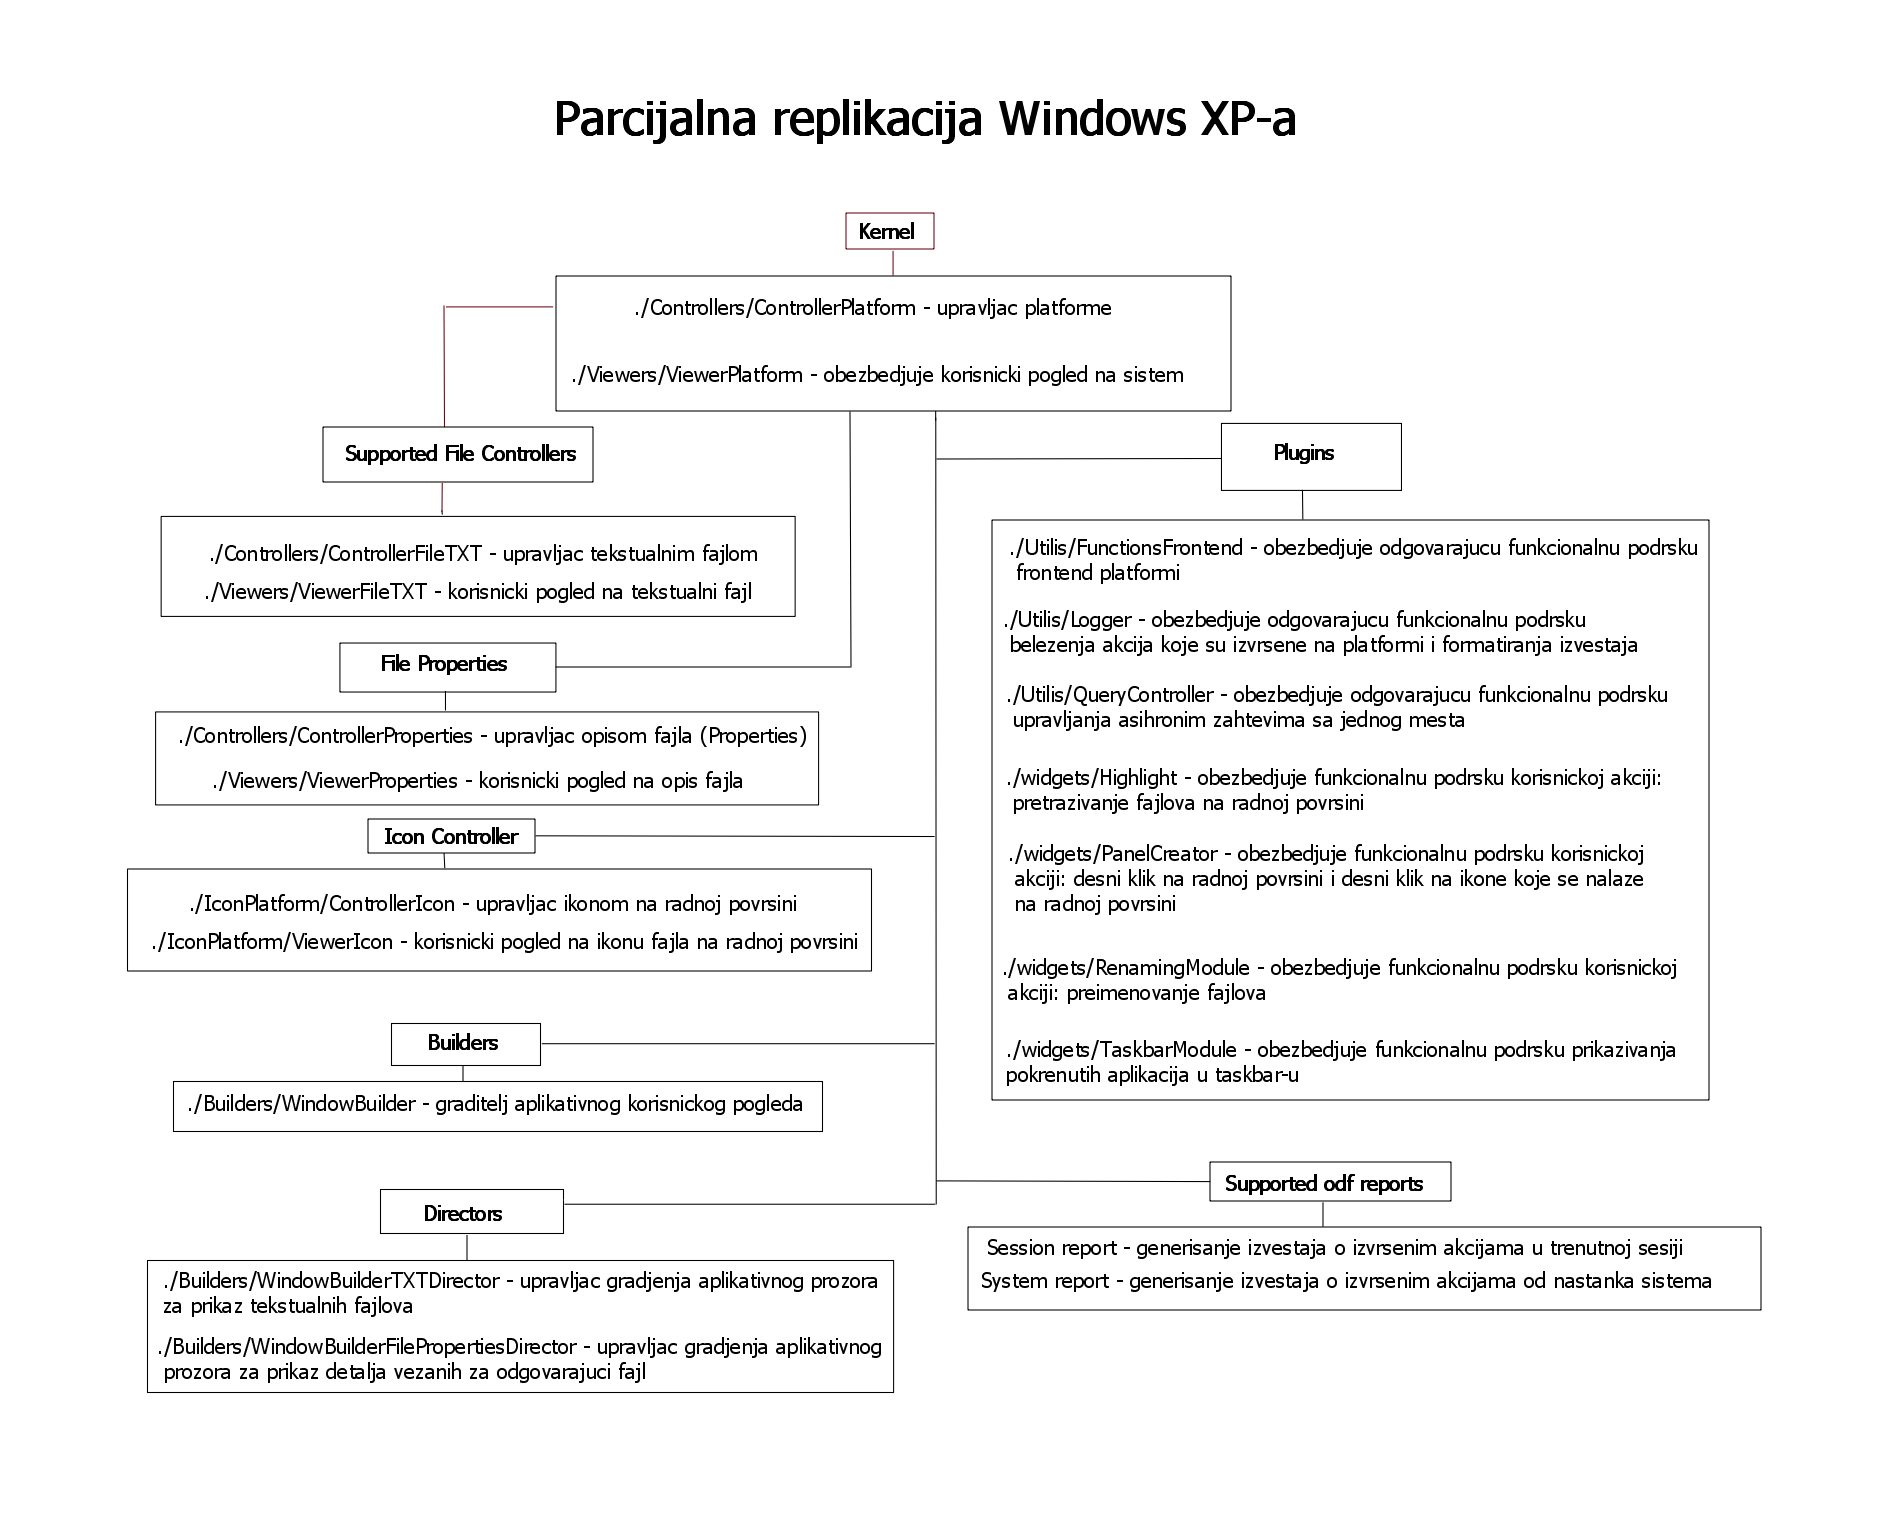 Parcijalna replikacija Windows XP-a
Kernel
./Controllers/ControllerPlatform - upravljac platforme
./Viewers/ViewerPlatform - obezbedjuje korisnicki pogled na sistem
Supported File Controllers
./Controllers/ControllerFileTXT - upravljac tekstualnim fajlom
./Viewers/ViewerFileTXT - korisnicki pogled na tekstualni fajl
File Properties
./Controllers/ControllerProperties - upravljac opisom fajla (Properties)
./Viewers/ViewerProperties - korisnicki pogled na opis fajla
Icon Controller
./IconPlatform/ControllerIcon - upravljac ikonom na radnoj povrsini
./IconPlatform/ViewerIcon - korisnicki pogled na ikonu fajla na radnoj povrsini
Builders
./Builders/WindowBuilder - graditelj aplikativnog korisnickog pogleda
Directors
./Builders/WindowBuilderTXTDirector - upravljac gradjenja aplikativnog prozora
za prikaz tekstualnih fajlova
./Builders/WindowBuilderFilePropertiesDirector - upravljac gradjenja aplikativnog
prozora za prikaz detalja vezanih za odgovarajuci fajl
Plugins
./Utilis/FunctionsFrontend - obezbedjuje odgovarajucu funkcionalnu podrsku
frontend platformi
./Utilis/Logger - obezbedjuje odgovarajucu funkcionalnu podrsku
belezenja akcija koje su izvrsene na platformi i formatiranja izvestaja
./Utilis/QueryController - obezbedjuje odgovarajucu funkcionalnu podrsku
upravljanja asihronim zahtevima sa jednog mesta
./widgets/Highlight - obezbedjuje funkcionalnu podrsku korisnickoj akciji:
pretrazivanje fajlova na radnoj povrsini
./widgets/PanelCreator - obezbedjuje funkcionalnu podrsku korisnickoj
akciji: desni klik na radnoj povrsini i desni klik na ikone koje se nalaze
na radnoj povrsini
./widgets/RenamingModule - obezbedjuje funkcionalnu podrsku korisnickoj
akciji: preimenovanje fajlova
./widgets/TaskbarModule - obezbedjuje funkcionalnu podrsku prikazivanja
pokrenutih aplikacija u taskbar-u
Supported odf reports
Session report - generisanje izvestaja o izvrsenim akcijama u trenutnoj sesiji
System report - generisanje izvestaja o izvrsenim akcijama od nastanka sistema